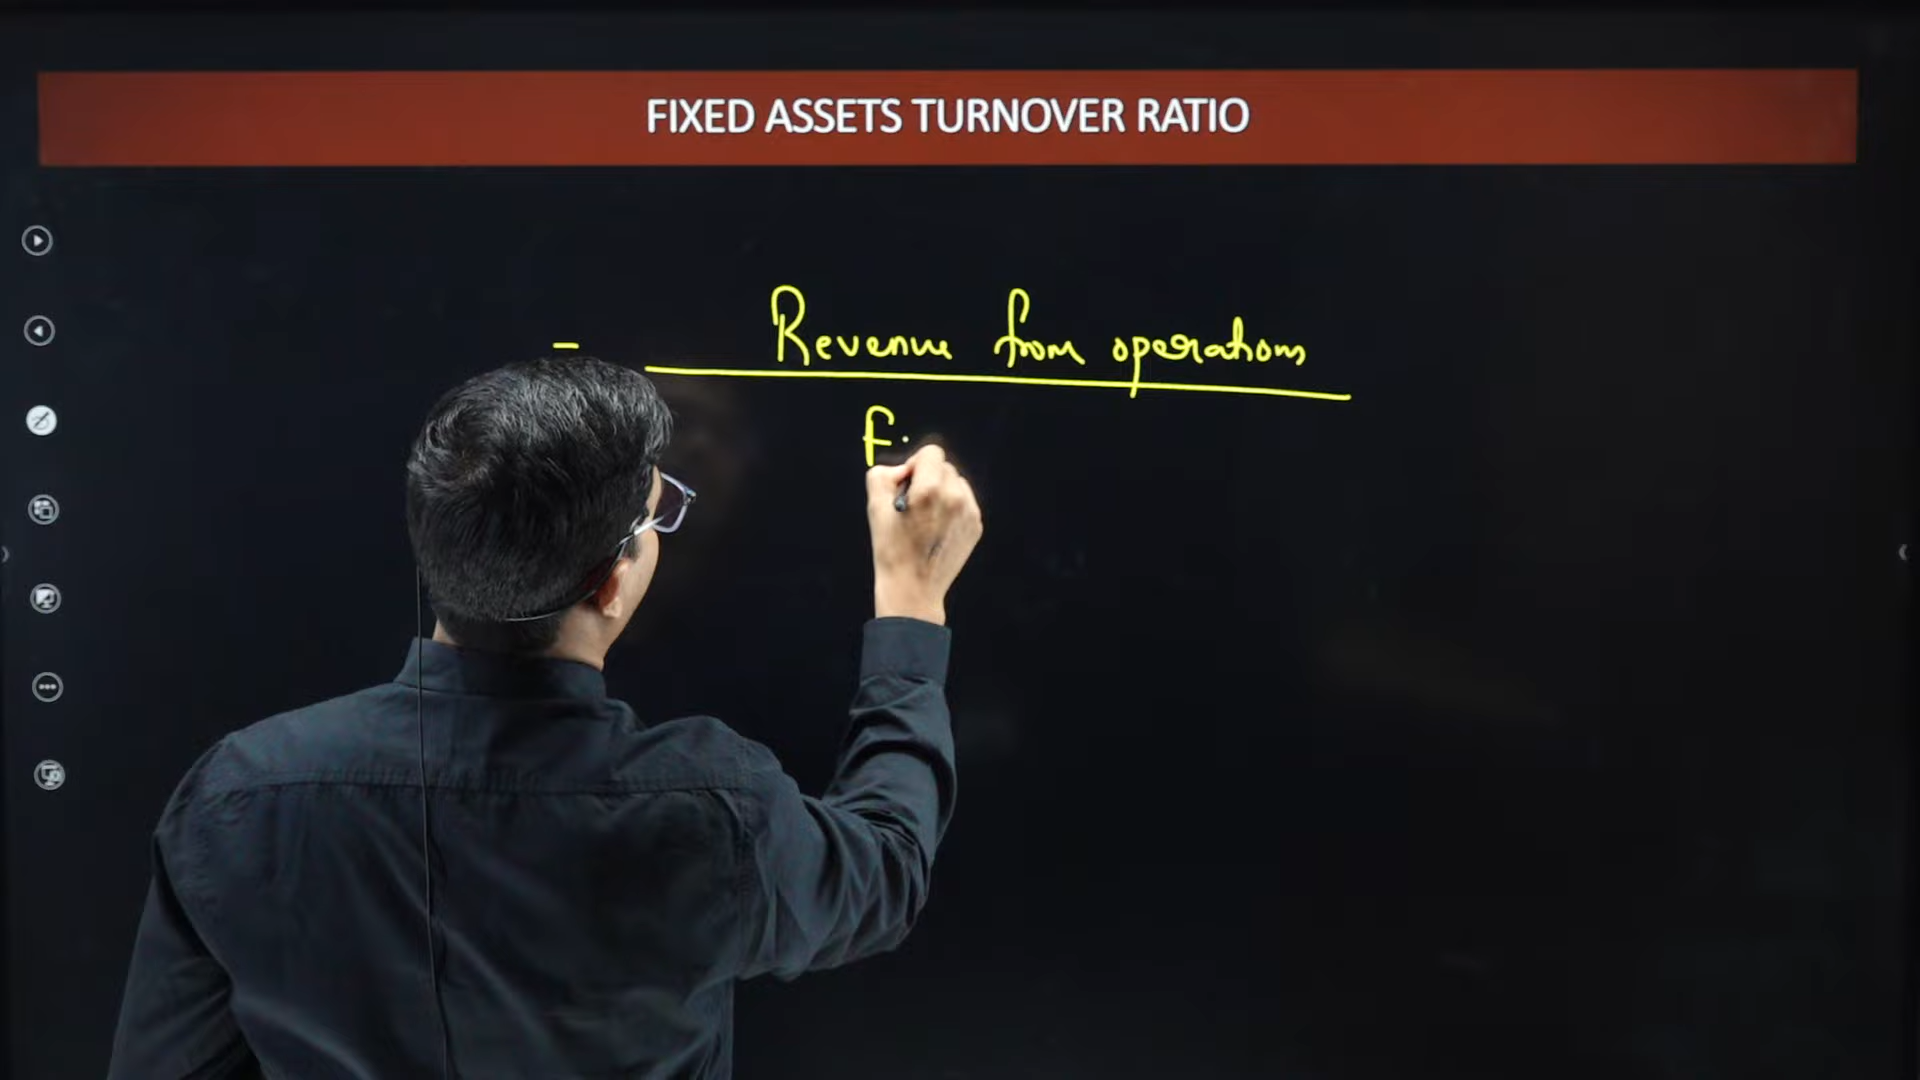 FIXED ASSETS TURNOVER RATIO
= Revenue from operations
F.